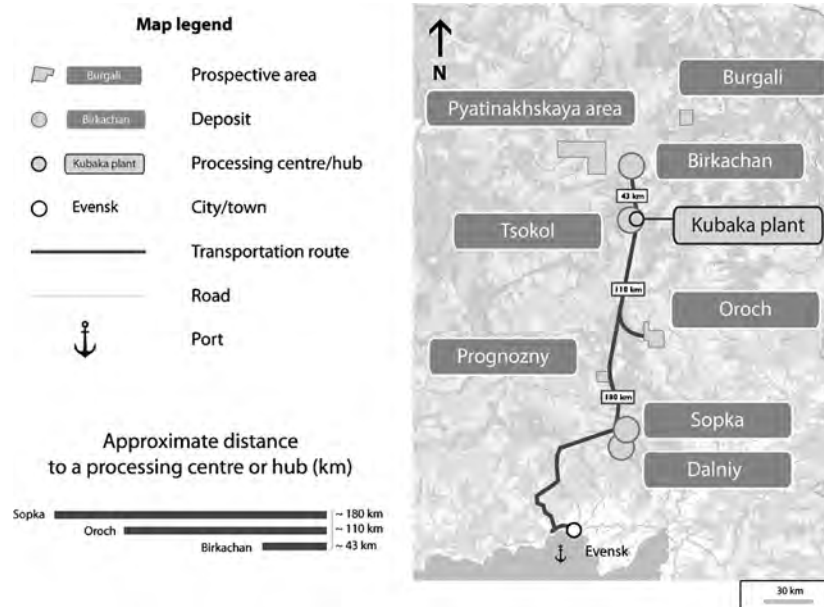 Map legend
Burgali
Prospective area
Birkachan
Deposit
Kubaka plant
Processing centre/hub
Evensk
City/town
Transportation route
Road
Port
Approximate distance
to a processing centre or hub (km)
Sopka
~ 180 km
Oroch
~ 110 km
Birkachan
~ 43 km
N
Burgali
Pyatinakhskaya area
Birkachan
43 km
Tsokol
Kubaka plant
110 km
Oroch
Prognozny
180 km
Sopka
Dalniy
Evensk
30 km